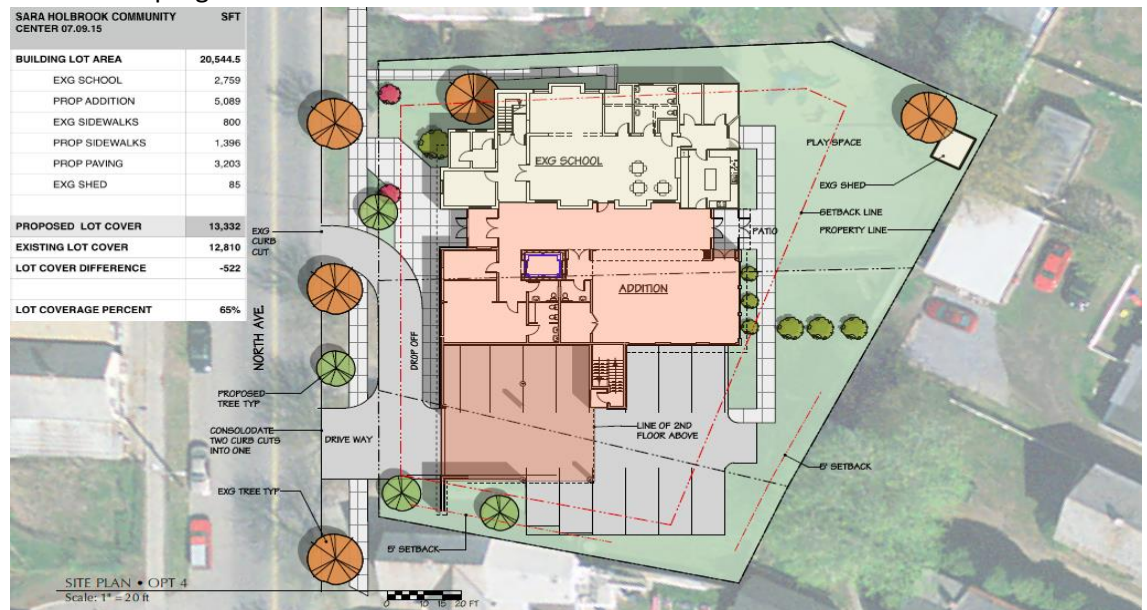 SARA HOLBROOK COMMUNITY SFT
CENTER 07.09.15
BUILDING LOT AREA 20,544.5
EXG SCHOOL 2,759
PROP ADDITION 5,089
EXG SIDEWALKS 800
PROP SIDEWALKS 1,396
PROP PAVING 3,203
EXG SHED 85
PROPOSED LOT COVER 13,332
EXISTING LOT COVER 12,810
LOT COVER DIFFERENCE -522
LOT COVERAGE PERCENT 65%
EXG
CURB
CUT
NORTH AVE.
DROP OFF
PROPOSED
TREE TYP
CONSOLODATE
TWO CURB CUTS
INTO ONE
DRIVE WAY
EXG TREE TYP
EXG SCHOOL
ADDITION
PLAY SPACE
EXG SHED
SETBACK LINE
PROPERTY LINE
PATIO
LINE OF 2ND
FLOOR ABOVE
5' SETBACK
5' SETBACK
SITE PLAN • OPT 4
Scale: 1" = 20 ft
0 10 15 20 FT